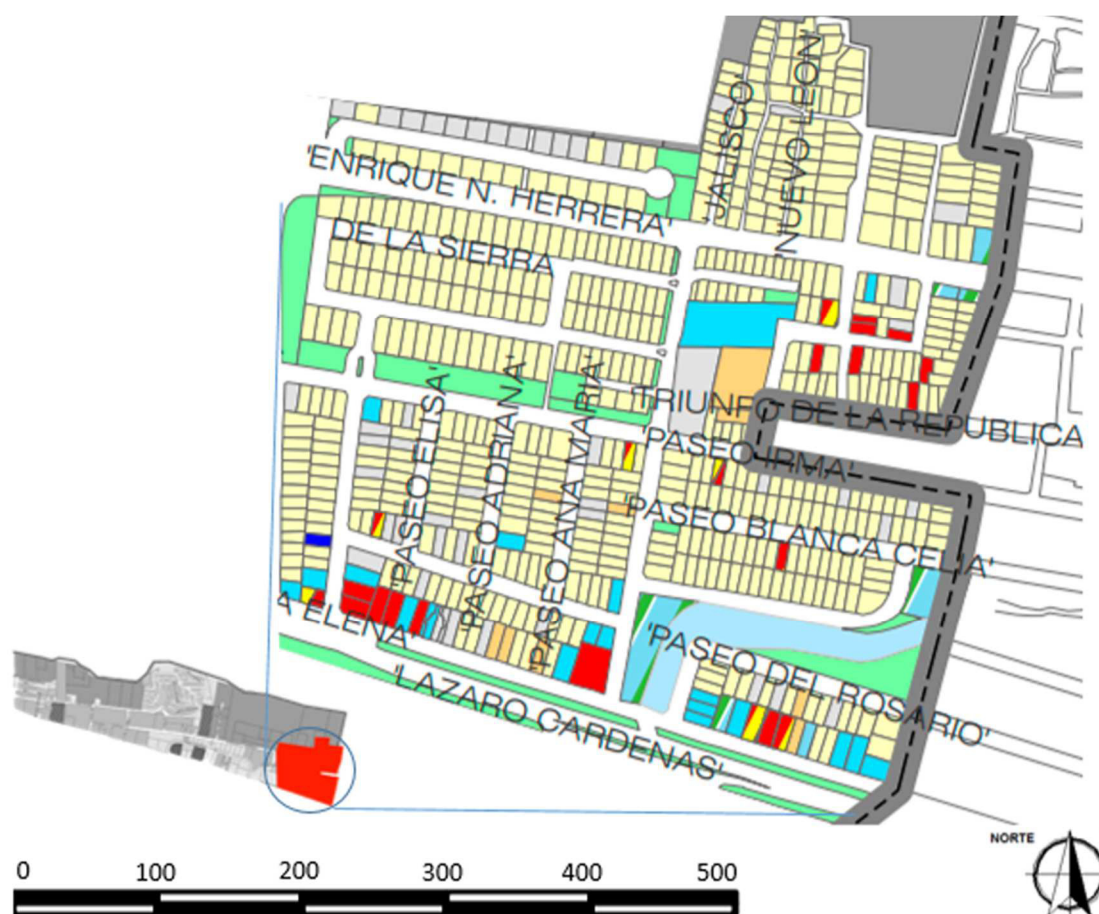 'JALISCO'
'NUEVO LEON'
'ENRIQUE N. HERRERA'
DE LA SIERRA
'TRIUNFO DE LA REPUBLICA
'PASEO IRMA'
'PASEO ELISA'
'PASEO ADRIANA'
'PASEO ANA MARIA'
'PASEO BLANCA CELIA'
A ELENA'
'PASEO DEL ROSARIO'
'LAZARO CARDENAS'
NORTE
0 100 200 300 400 500